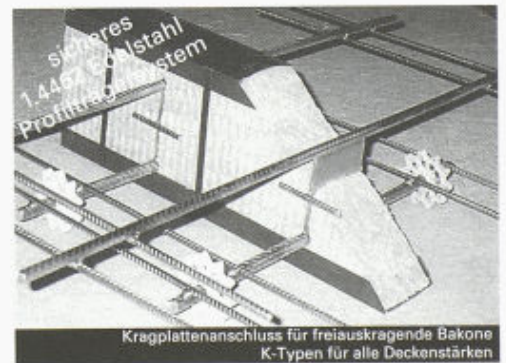 sicheres
1.4462 Edelstahl
Profiltragsystem
Kragplattenanschluss für freiauskragende Bakone
K-Typen für alle Deckenstärken